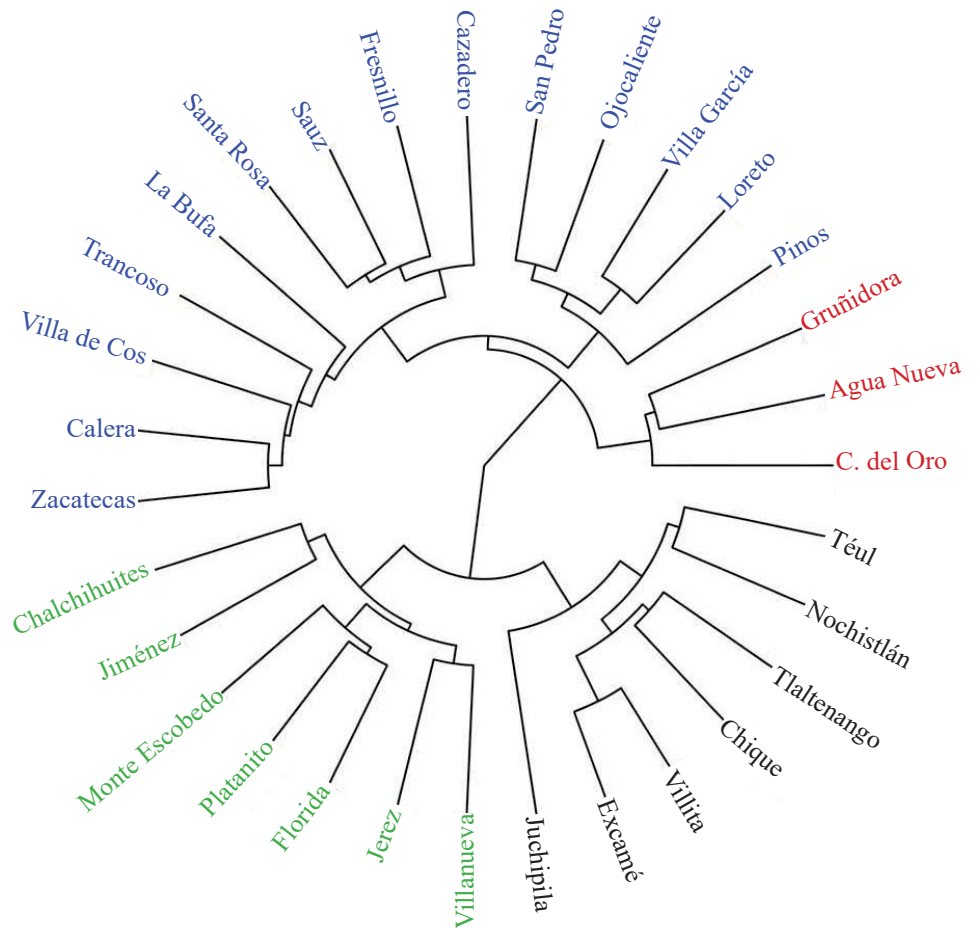 Cazadero
San Pedro
Ojocaliente
Villa García
Loreto
Pinos
Gruñidora
Agua Nueva
C. del Oro
Téul
Nochistlán
Tlaltenango
Chique
Villita
Excamé
Juchipila
Villanueva
Jerez
Florida
Platanito
Monte Escobedo
Jiménez
Chalchihuites
Zacatecas
Calera
Villa de Cos
Trancoso
La Bufa
Santa Rosa
Sauz
Fresnillo